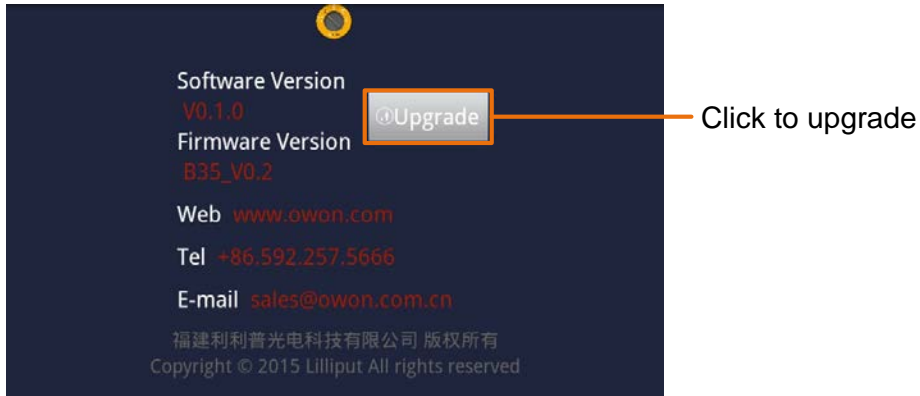 Software Version
V0.1.0
Upgrade
Click to upgrade
Firmware Version
B35_V0.2
Web www.owon.com
Tel +86.592.257.5666
E-mail sales@owon.com.cn
福建利利普光电科技有限公司 版权所有
Copyright © 2015 Lilliput All rights reserved